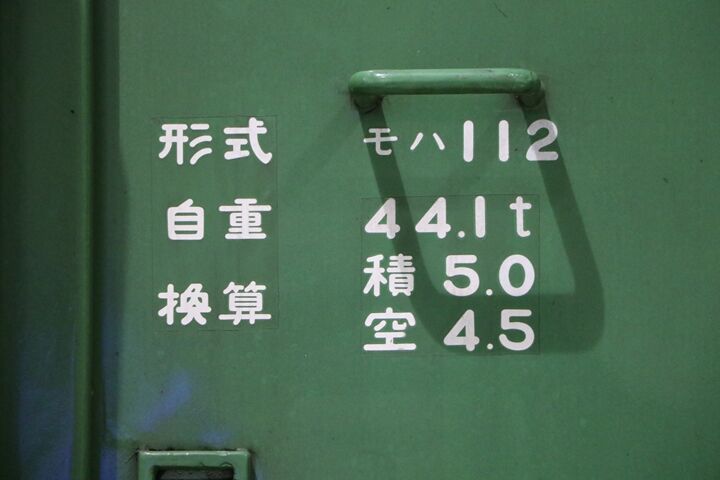 形式 モハ112
自重 44.1t
換算 積 5.0
空 4.5